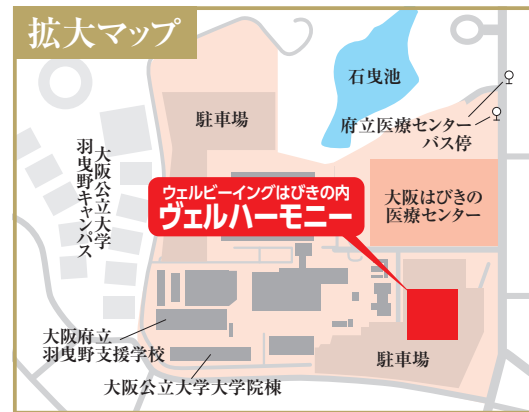 拡大マップ
石曳池
駐車場
府立医療センター
バス停
大阪公立大学
羽曳野キャンパス
ウェルビーイングはびきの内
ヴェルハーモニー
大阪はびきの
医療センター
大阪府立
羽曳野支援学校
駐車場
大阪公立大学大学院棟